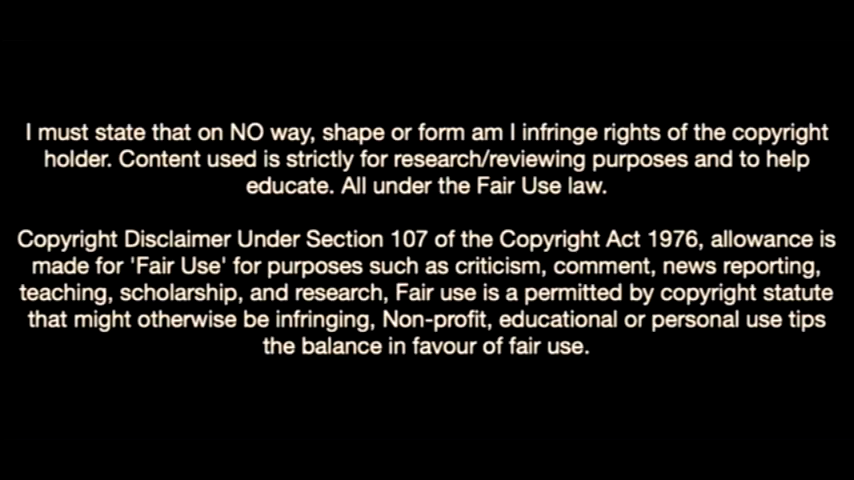 I must state that on NO way, shape or form am I infringe rights of the copyright
holder. Content used is strictly for research/reviewing purposes and to help
educate. All under the Fair Use law.
Copyright Disclaimer Under Section 107 of the Copyright Act 1976, allowance is
made for 'Fair Use' for purposes such as criticism, comment, news reporting,
teaching, scholarship, and research, Fair use is a permitted by copyright statute
that might otherwise be infringing, Non-profit, educational or personal use tips
the balance in favour of fair use.